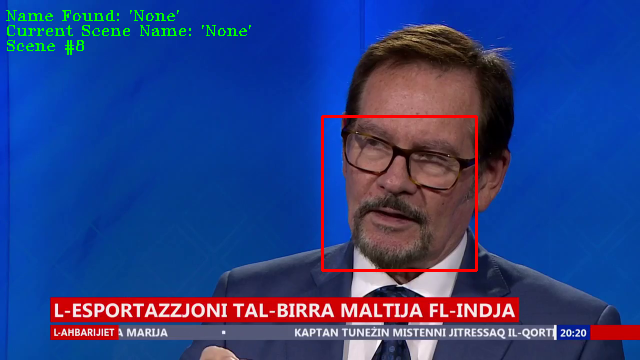 Name Found: 'None'
Current Scene Name: 'None'
Scene #8
L-ESPORTAZZJONI TAL-BIRRA MALTIJA FL-INDJA
L-AĦBARIJIET A MARIJA • KAPTAN TUNEŻIN MISTENNI JITRESSAQ IL-QORTI 20:20